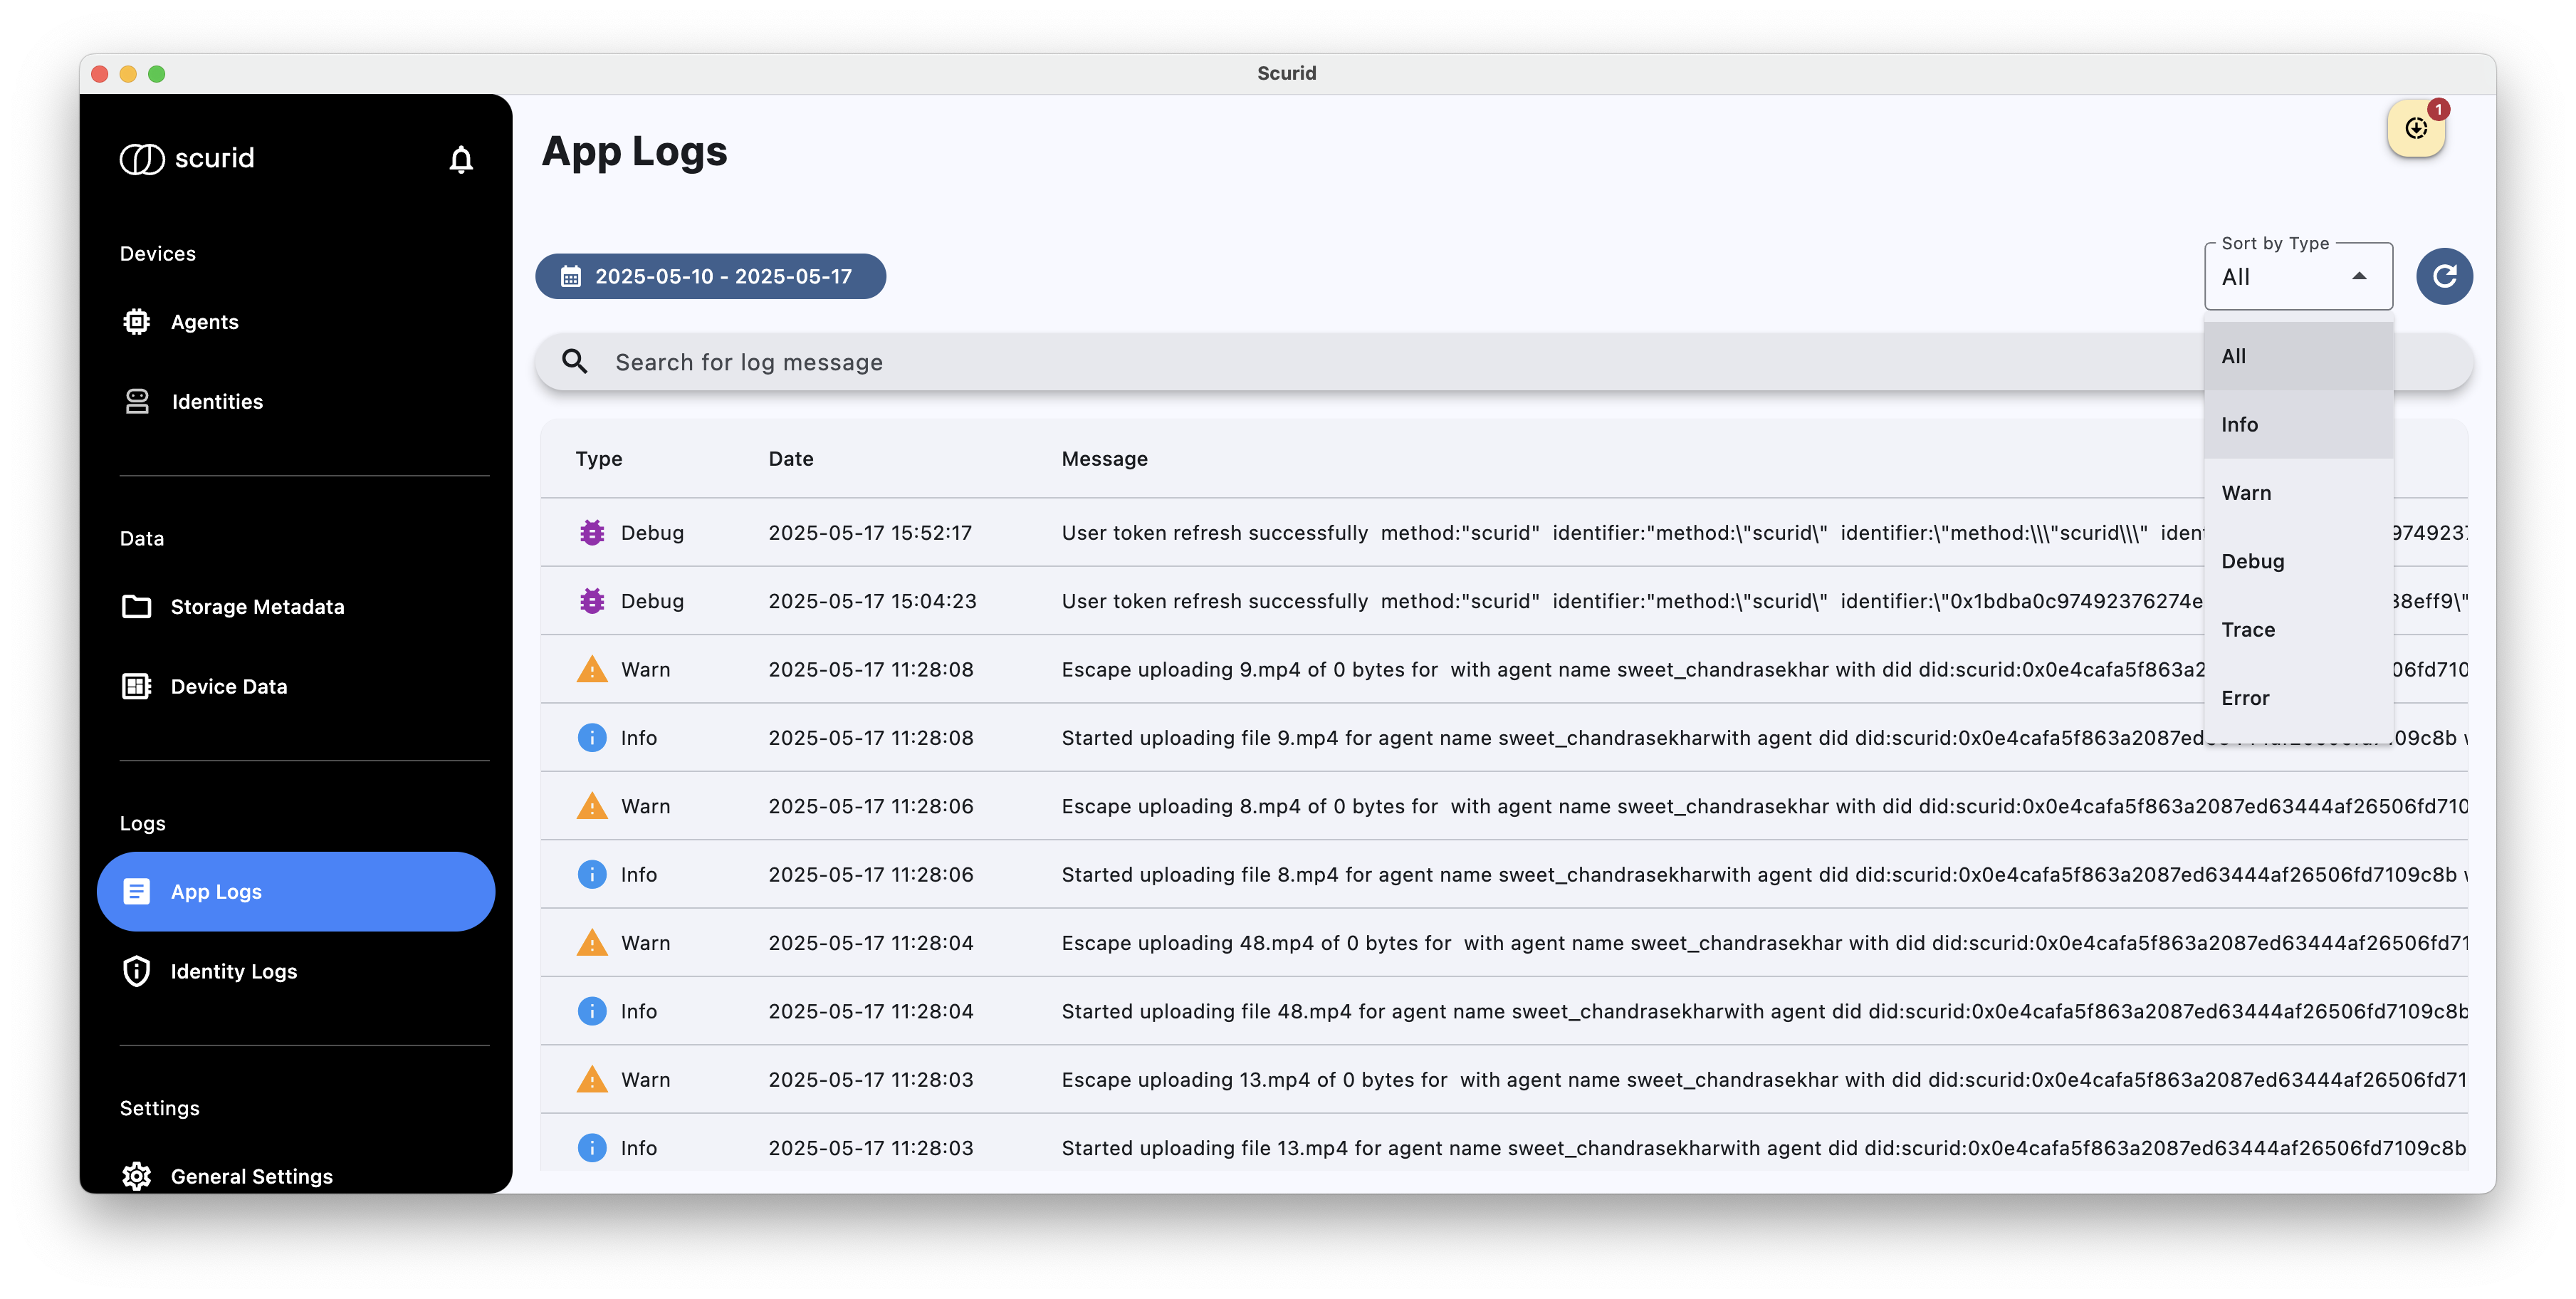 Scurid
scurid
Devices
Agents
Identities
Data
Storage Metadata
Device Data
Logs
App Logs
Identity Logs
Settings
General Settings
App Logs
1
2025-05-10 - 2025-05-17
Sort by Type
All
Search for log message
All
Info
Warn
Debug
Trace
Error
Type Date Message
Debug 2025-05-17 15:52:17 User token refresh successfully method:"scurid" identifier:"method:\"scurid\" identifier:\"method:\\\"scurid\\\" iden 974923
Debug 2025-05-17 15:04:23 User token refresh successfully method:"scurid" identifier:"method:\"scurid\" identifier:\"0x1bdba0c97492376274e 38eff9\"
Warn 2025-05-17 11:28:08 Escape uploading 9.mp4 of 0 bytes for with agent name sweet_chandrasekhar with did did:scurid:0x0e4cafa5f863a2 06fd710
Info 2025-05-17 11:28:08 Started uploading file 9.mp4 for agent name sweet_chandrasekharwith agent did did:scurid:0x0e4cafa5f863a2087ed 09c8b
Warn 2025-05-17 11:28:06 Escape uploading 8.mp4 of 0 bytes for with agent name sweet_chandrasekhar with did did:scurid:0x0e4cafa5f863a2087ed63444af26506fd710
Info 2025-05-17 11:28:06 Started uploading file 8.mp4 for agent name sweet_chandrasekharwith agent did did:scurid:0x0e4cafa5f863a2087ed63444af26506fd7109c8b
Warn 2025-05-17 11:28:04 Escape uploading 48.mp4 of 0 bytes for with agent name sweet_chandrasekhar with did did:scurid:0x0e4cafa5f863a2087ed63444af26506fd71
Info 2025-05-17 11:28:04 Started uploading file 48.mp4 for agent name sweet_chandrasekharwith agent did did:scurid:0x0e4cafa5f863a2087ed63444af26506fd7109c8b
Warn 2025-05-17 11:28:03 Escape uploading 13.mp4 of 0 bytes for with agent name sweet_chandrasekhar with did did:scurid:0x0e4cafa5f863a2087ed63444af26506fd71
Info 2025-05-17 11:28:03 Started uploading file 13.mp4 for agent name sweet_chandrasekharwith agent did did:scurid:0x0e4cafa5f863a2087ed63444af26506fd7109c8b